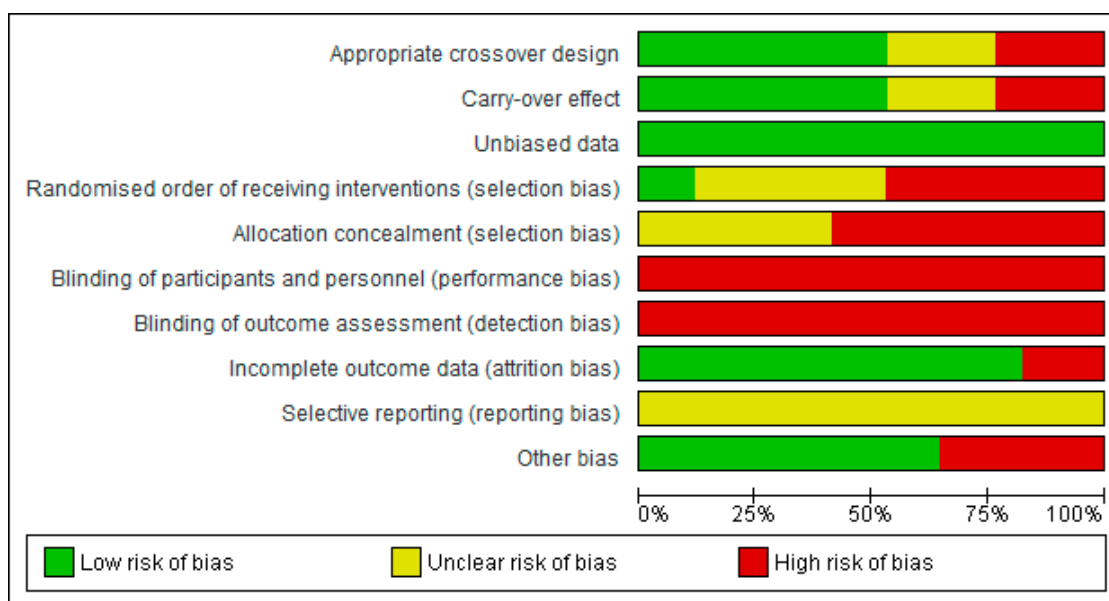 Appropriate crossover design
Carry-over effect
Unbiased data
Randomised order of receiving interventions (selection bias)
Allocation concealment (selection bias)
Blinding of participants and personnel (performance bias)
Blinding of outcome assessment (detection bias)
Incomplete outcome data (attrition bias)
Selective reporting (reporting bias)
Other bias
0% 25% 50% 75% 100%
Low risk of bias Unclear risk of bias High risk of bias